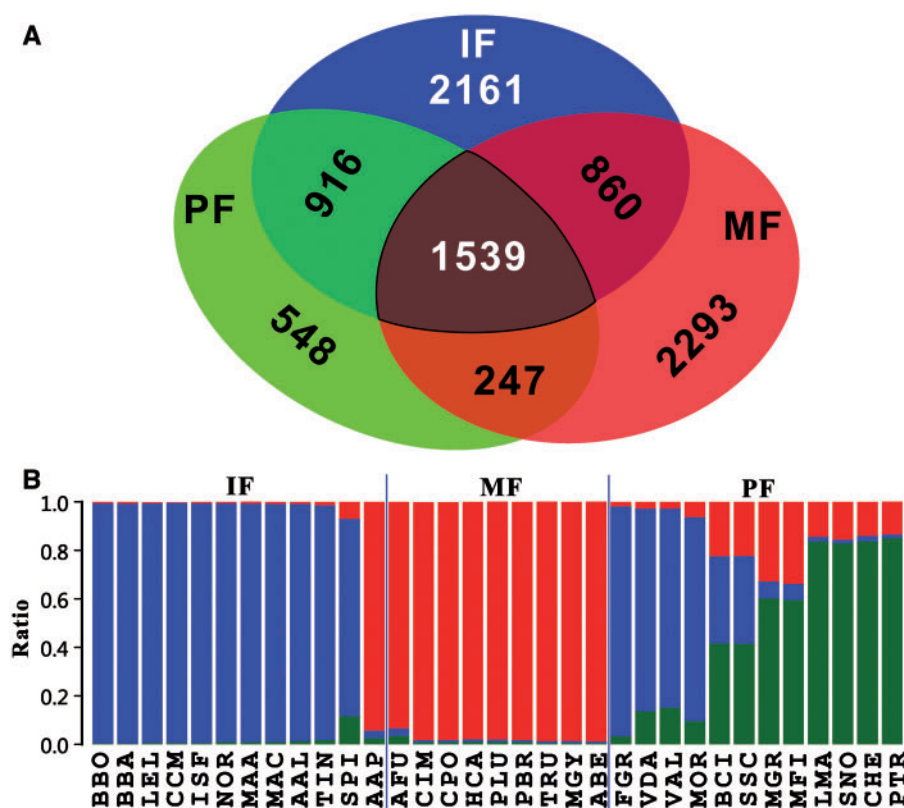 A
IF
2161
916
860
PF
MF
1539
548
2293
247
B
IF MF PF
Ratio
1.0
0.8
0.6
0.4
0.2
0.0
BBO
BBA
LEL
CCM
ISF
NOR
MAA
MAC
AAL
TIN
SPI
AAP
AFU
CIM
CPO
HCA
PLU
PBR
TRU
MGY
ABE
FGR
VDA
VAL
MOR
BCI
SSC
MGR
MFI
LMA
SNO
CHE
PTR